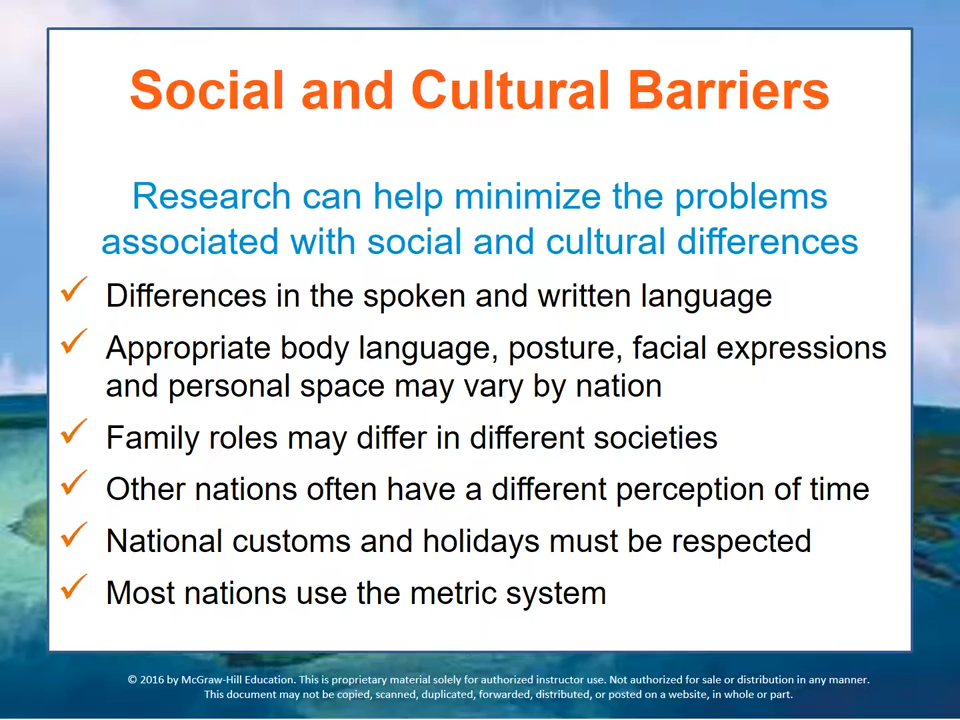 Social and Cultural Barriers
Research can help minimize the problems
associated with social and cultural differences
✓ Differences in the spoken and written language
✓ Appropriate body language, posture, facial expressions
and personal space may vary by nation
✓ Family roles may differ in different societies
✓ Other nations often have a different perception of time
✓ National customs and holidays must be respected
✓ Most nations use the metric system
© 2016 by McGraw-Hill Education. This is proprietary material solely for authorized instructor use. Not authorized for sale or distribution in any manner.
This document may not be copied, scanned, duplicated, forwarded, distributed, or posted on a website, in whole or part.